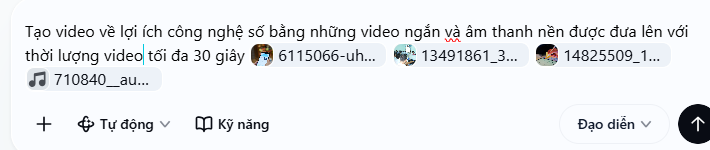 Tạo video về lợi ích công nghệ số bằng những video ngắn và âm thanh nền được đưa lên với
thời lượng video tối đa 30 giây 6115066-uh... 13491861_3... 14825509_1...
710840__au...
Tự động Kỹ năng Đạo diễn